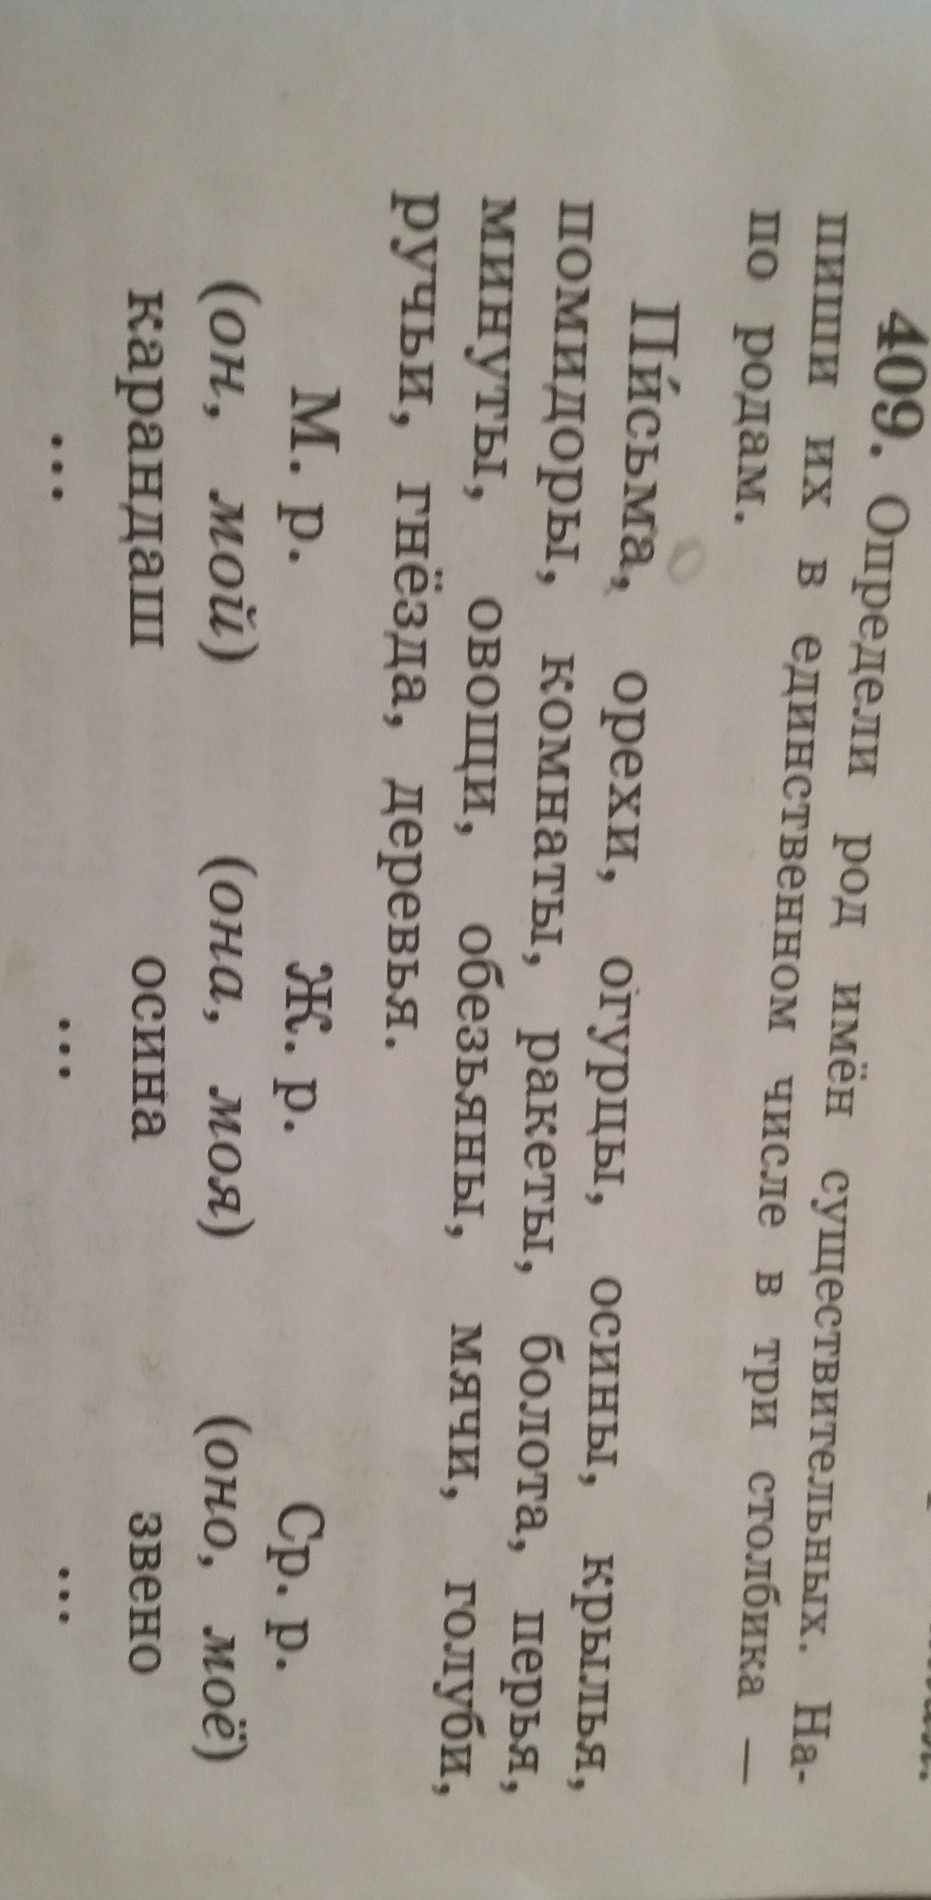 409. Определи род имён существительных. На-
пиши их в единственном числе в три столбика —
по родам.
Пи́сьма, орехи, огурцы, осины, крылья,
помидоры, комнаты, ракеты, болота, перья,
минуты, овощи, обезьяны, мячи, голуби,
ручьи, гнёзда, деревья.
М. р. Ж. р. Ср. р.
(он, мой) (она, моя) (оно, моё)
карандаш осина звено
... ... ...